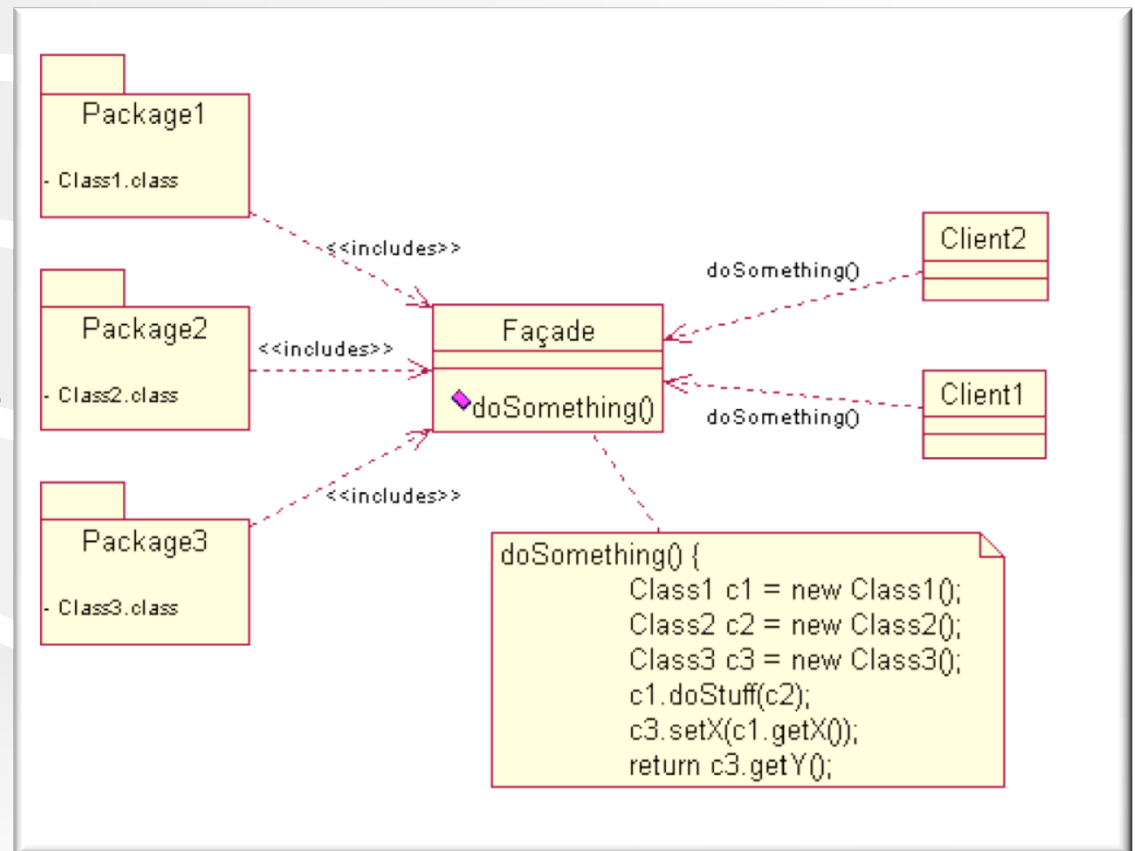 Package1
- Class1.class
<<includes>>
Package2
- Class2.class
<<includes>>
Package3
- Class3.class
<<includes>>
Façade
doSomething()
Client2
doSomething()
Client1
doSomething()
doSomething() {
Class1 c1 = new Class1();
Class2 c2 = new Class2();
Class3 c3 = new Class3();
c1.doStuff(c2);
c3.setX(c1.getX());
return c3.getY();